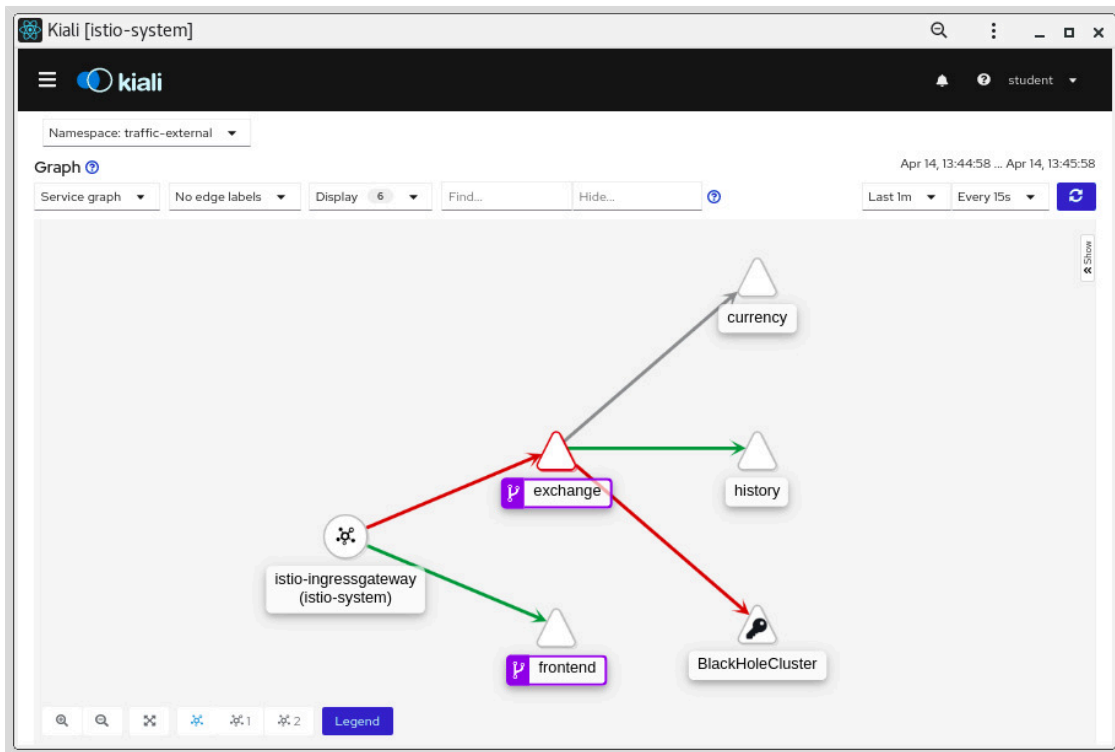 Kiali [istio-system]
kiali
student
Namespace: traffic-external
Graph
Apr 14, 13:44:58 ... Apr 14, 13:45:58
Service graph
No edge labels
Display 6
Find...
Hide...
Last 1m
Every 15s
Show
currency
exchange
history
istio-ingressgateway
(istio-system)
frontend
BlackHoleCluster
1
2
Legend